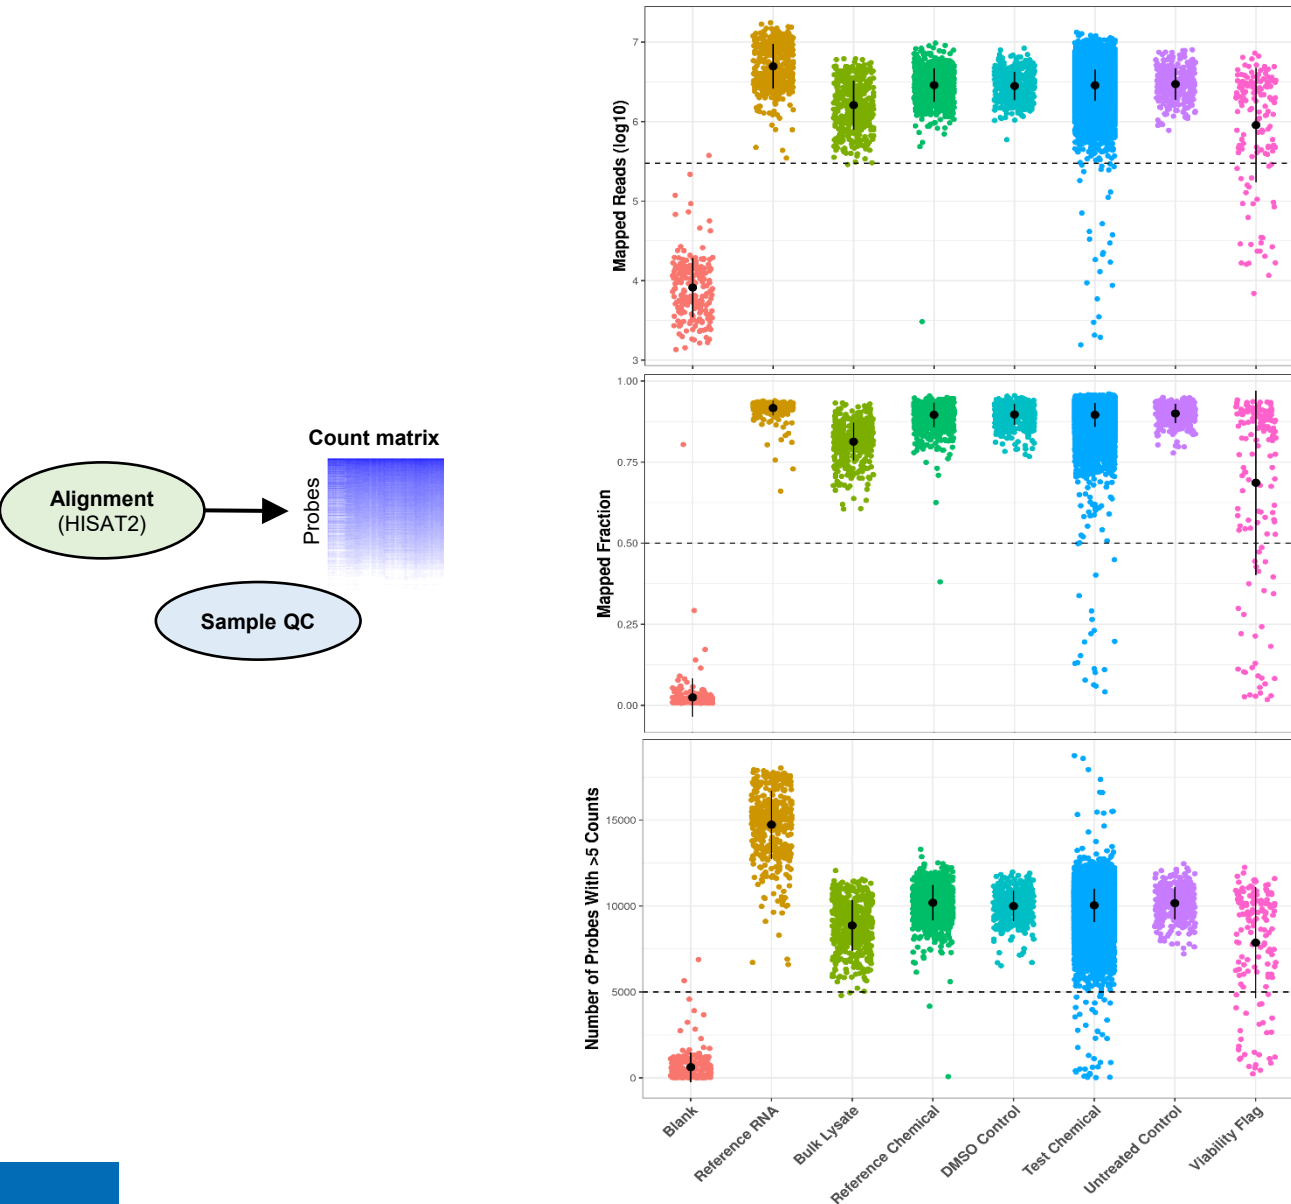 Count matrix
Alignment
(HISAT2)
Probes
Sample QC
Mapped Reads (log10)
7
6
5
4
3
Mapped Fraction
1.00
0.75
0.50
0.25
0.00
Number of Probes With >5 Counts
15000
10000
5000
0
Blank
Reference RNA
Bulk Lysate
Reference Chemical
DMSO Control
Test Chemical
Untreated Control
Viability Flag